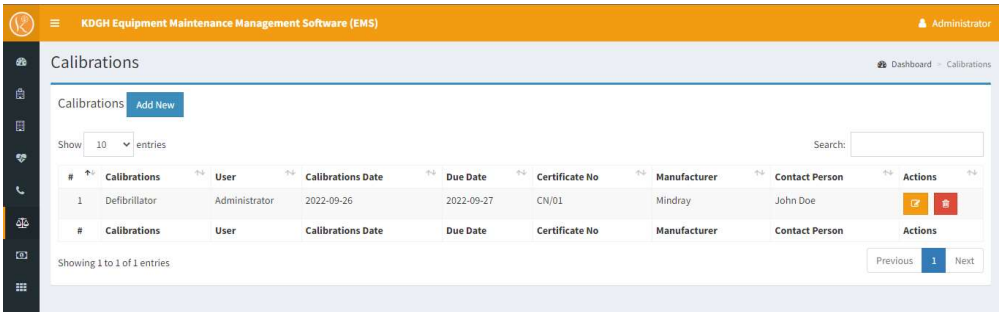 KDGH Equipment Maintenance Management Software (EMS) Administrator
Calibrations Dashboard > Calibrations
Calibrations Add New
Show 10 entries Search:
# Calibrations User Calibrations Date Due Date Certificate No Manufacturer Contact Person Actions
1 Defibrillator Administrator 2022-09-26 2022-09-27 CN/01 Mindray John Doe
# Calibrations User Calibrations Date Due Date Certificate No Manufacturer Contact Person Actions
Showing 1 to 1 of 1 entries Previous 1 Next